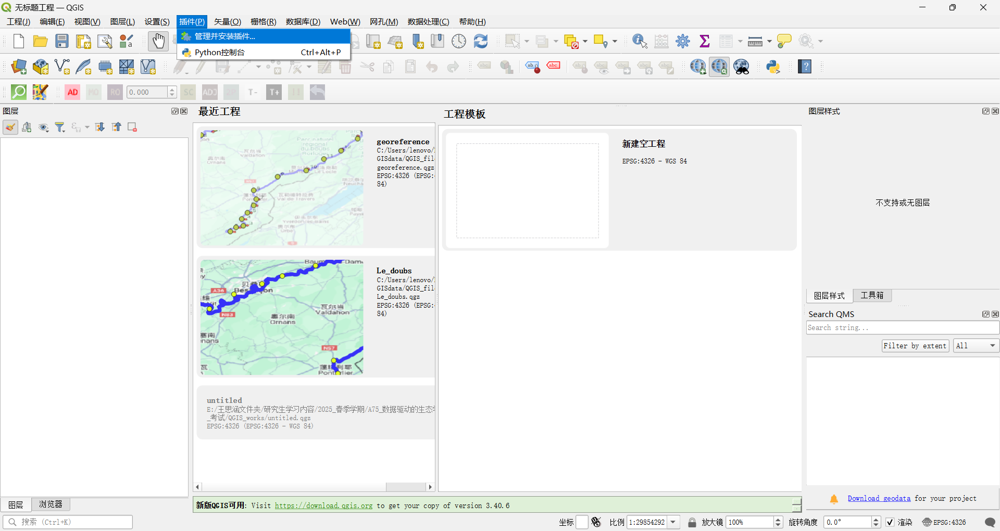 无标题工程 — QGIS
工程(J) 编辑(E) 视图(V) 图层(L) 设置(S) 插件(P) 矢量(O) 栅格(R) 数据库(D) Web(W) 网孔(M) 数据处理(C) 帮助(H)
管理并安装插件...
Python控制台 Ctrl+Alt+P
AD MO RO 0.000 SC ADJ T- T+
图层
最近工程
georeference
C:/Users/lenovo/
GISdata/QGIS_fil
georeference.qgz
EPSG:4326 (EPSG:
84)
Le_doubs
C:/Users/lenovo/
GISdata/QGIS_fil
Le_doubs.qgz
EPSG:4326 (EPSG:
84)
A36
N83
瓦尔当
Valdahon
奥尔南
Ornans
N57
untitled
E:/王思涵文件夹/研究生学习内容/2025_春季学期/A75_数据驱动的生态学
_考试/QGIS_works/untitled.qgz
EPSG:4326 (EPSG:4326 - WGS 84)
工程模板
新建空工程
EPSG:4326 - WGS 84
图层样式
不支持或无图层
图层样式 工具箱
Search QMS
Search string...
Filter by extent All
Download geodata for your project
图层 浏览器
新版QGIS可用: Visit https://download.qgis.org to get your copy of version 3.40.6
搜索 (Ctrl+K)
坐标 比例 1:29854292 放大镜 100% 旋转角度 0.0° 渲染 EPSG:4326